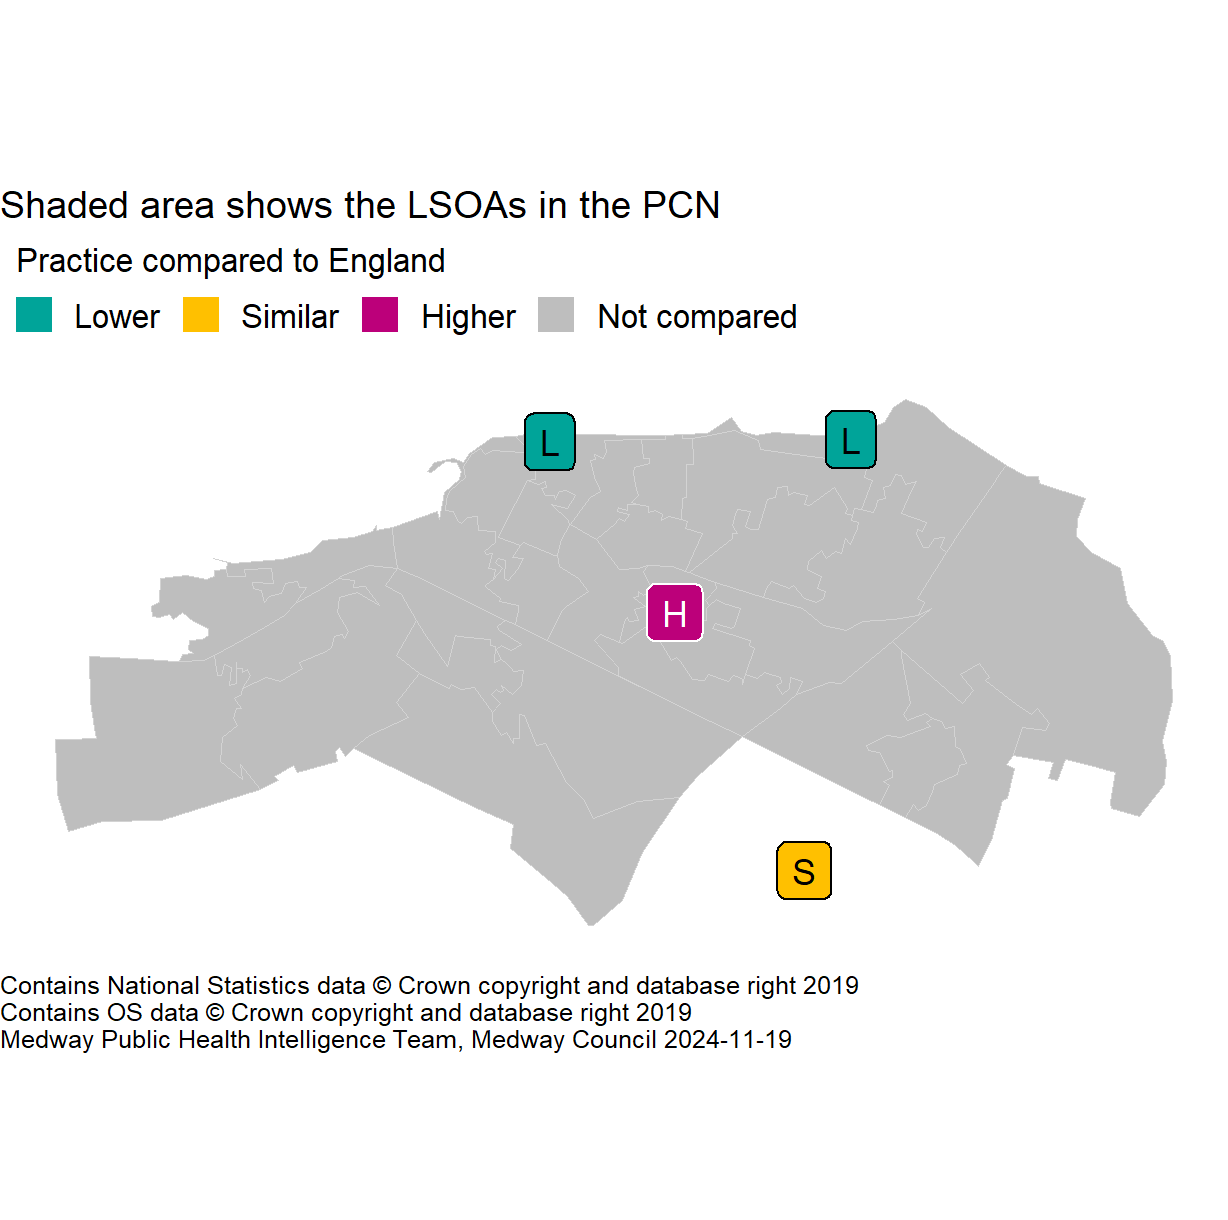 Shaded area shows the LSOAs in the PCN
Practice compared to England
Lower Similar Higher Not compared
L L
H
S
Contains National Statistics data © Crown copyright and database right 2019
Contains OS data © Crown copyright and database right 2019
Medway Public Health Intelligence Team, Medway Council 2024-11-19